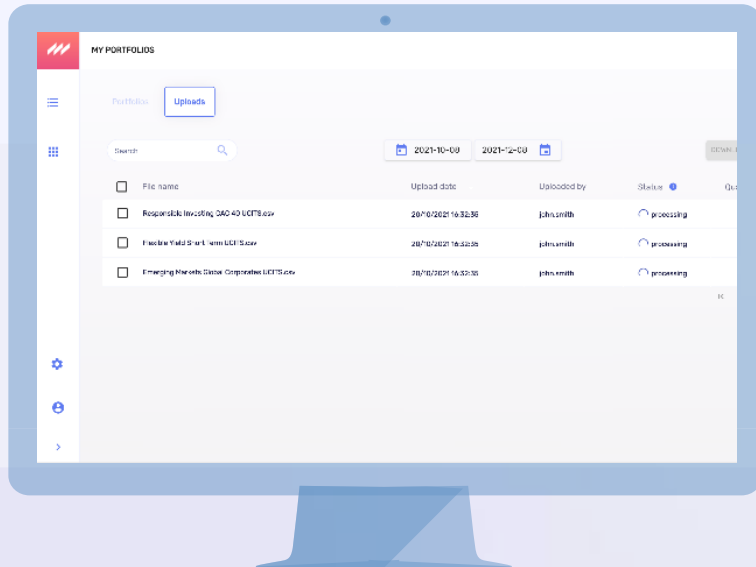 MY PORTFOLIOS
Portfolios
Uploads
Search
2021-10-08
2021-12-08
File name
Upload date
Uploaded by
Status
Responsible Investing CAC 40 UCITS.csv
20/10/2021 16:32:35
john.smith
processing
Flexible Yield Short Term UCITS.csv
20/10/2021 16:32:35
john.smith
processing
Emerging Markets Global Corporates UCITS.csv
20/10/2021 16:32:35
john.smith
processing